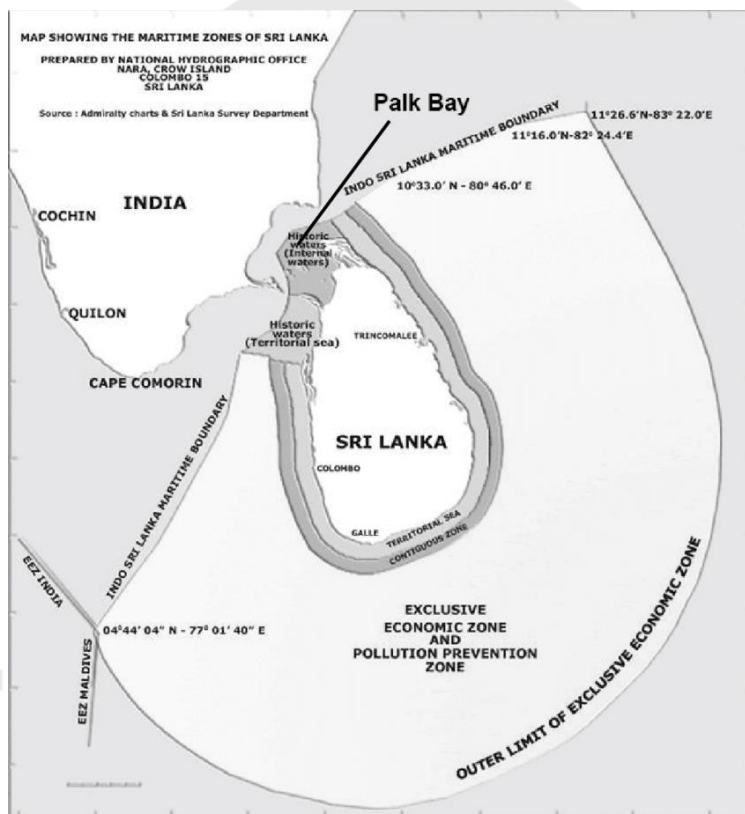 MAP SHOWING THE MARITIME ZONES OF SRI LANKA
PREPARED BY NATIONAL HYDROGRAPHIC OFFICE
NARA, CROW ISLAND
COLOMBO 15
SRI LANKA
Source : Admiralty charts & Sri Lanka Survey Department
Palk Bay
11°26.6'N-83° 22.0'E
11°16.0'N-82° 24.4'E
INDO SRI LANKA MARITIME BOUNDARY
10°33.0' N - 80° 46.0' E
INDIA
COCHIN
Historic
waters
(Internal
waters)
QUILON
Historic
waters
(Territorial sea)
TRINCOMALEE
CAPE COMORIN
SRI LANKA
INDO SRI LANKA MARITIME BOUNDARY
COLOMBO
GALLE
TERRITORIAL SEA
CONTIGUOUS ZONE
EEZ INDIA
04°44' 04" N - 77° 01' 40" E
EEZ MALDIVES
EXCLUSIVE
ECONOMIC ZONE
AND
POLLUTION PREVENTION
ZONE
OUTER LIMIT OF EXCLUSIVE ECONOMIC ZONE